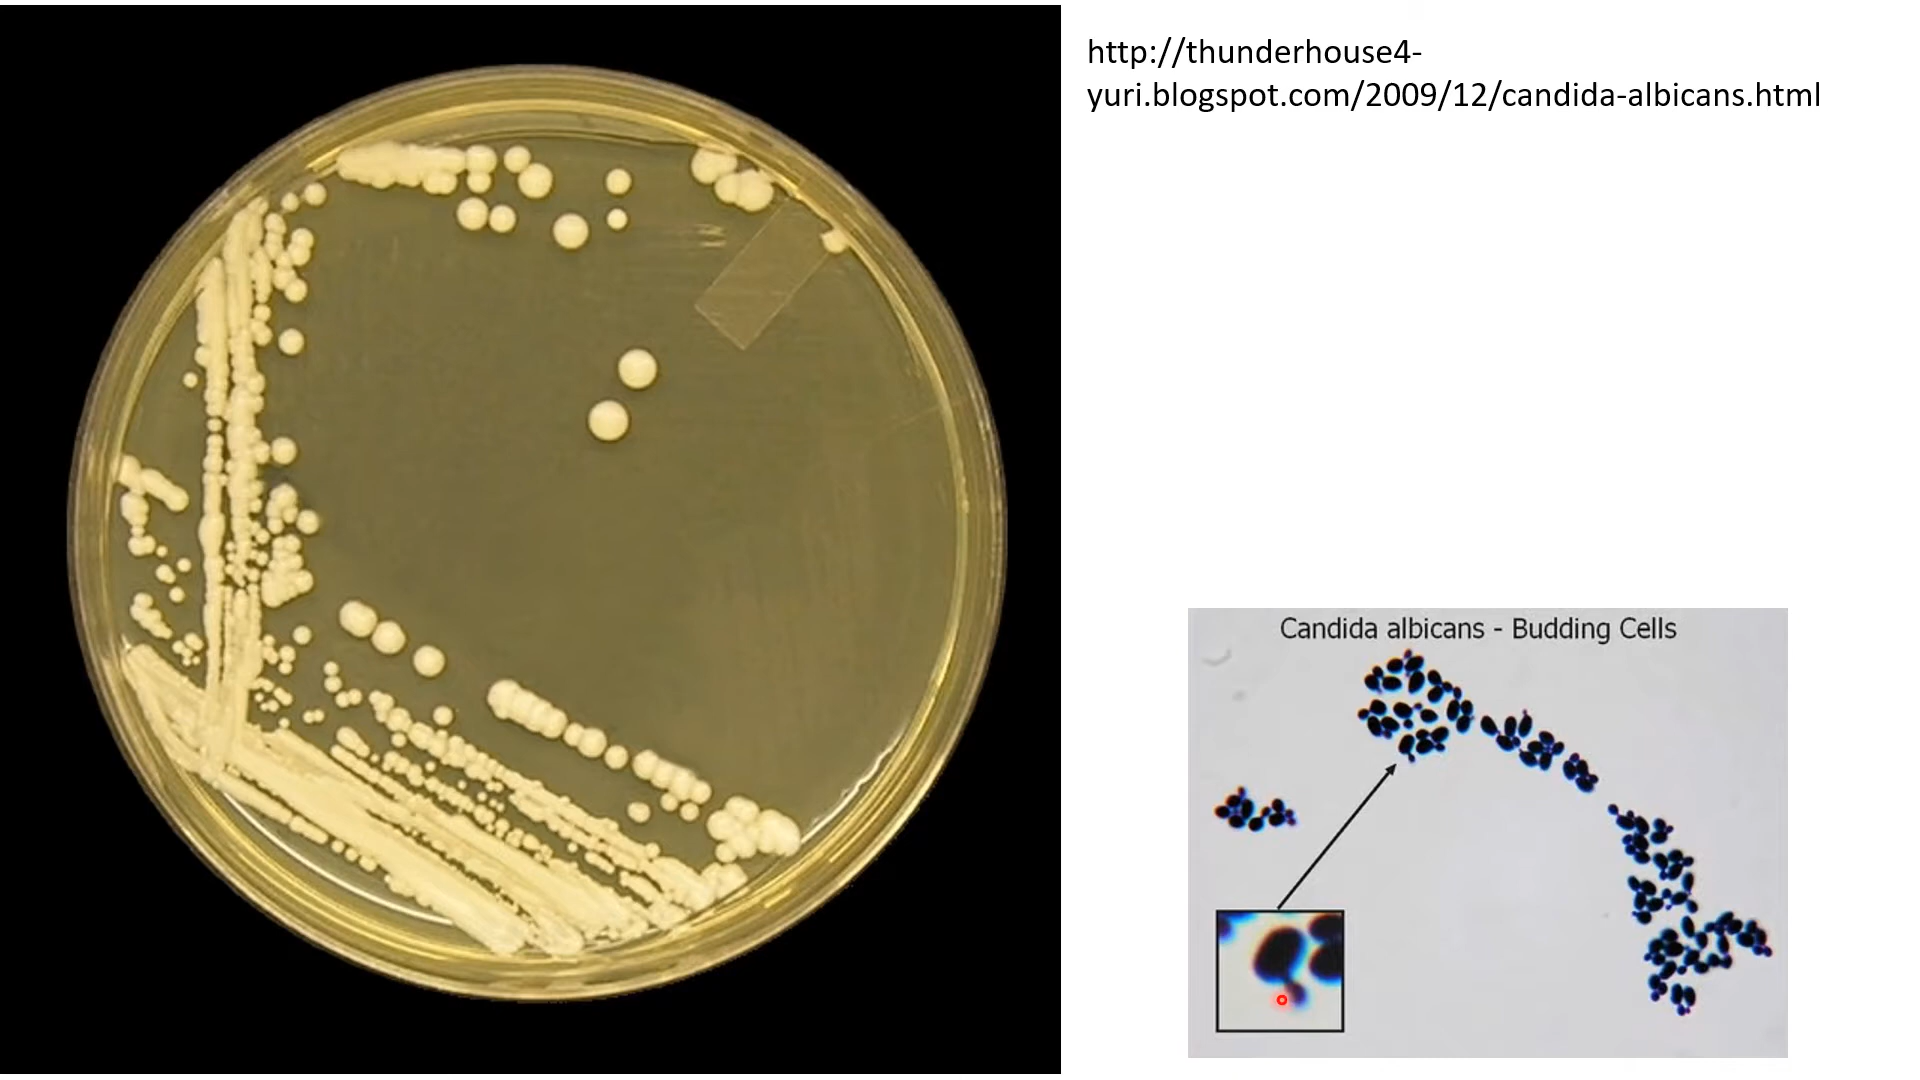 http://thunderhouse4-
yuri.blogspot.com/2009/12/candida-albicans.html
Candida albicans - Budding Cells